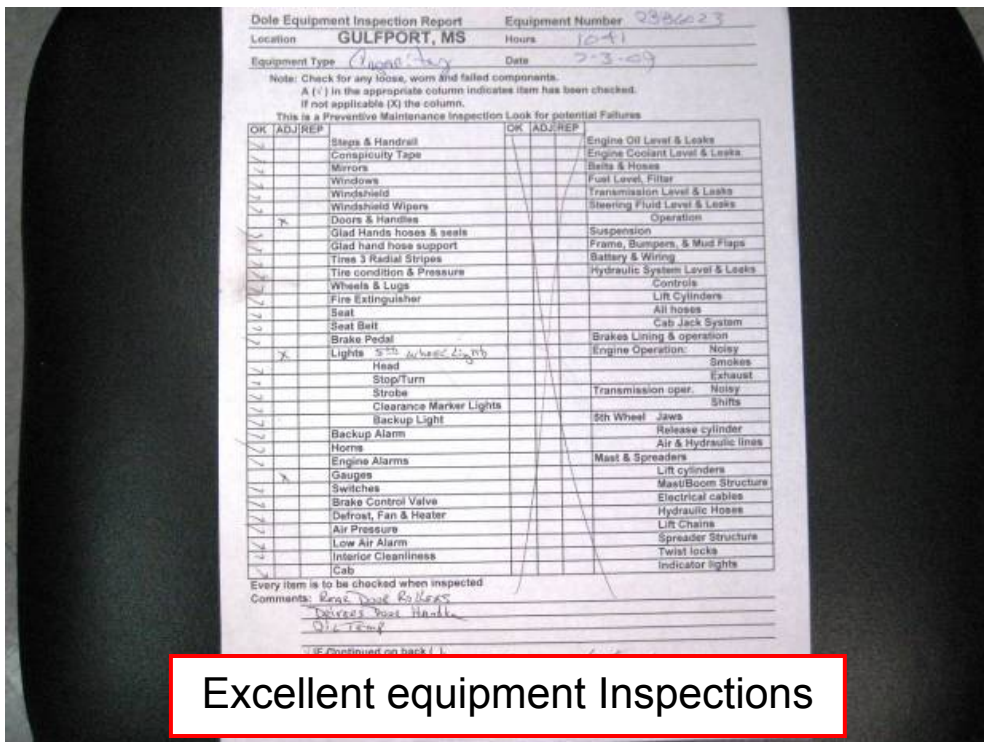 Dole Equipment Inspection Report Equipment Number 2386023
Location GULFPORT, MS Hours 1041
Equipment Type Date
Note: Check for any loose, worn and failed components.
A (√) in the appropriate column indicates item has been checked.
If not applicable (X) the column.
This is a Preventive Maintenance Inspection Look for potential Failures
OK ADJ REP OK ADJ REP
Steps & Handrail Engine Oil Level & Leaks
Conspicuity Tape Engine Coolant Level & Leaks
Mirrors Belts & Hoses
Windows Fuel Level, Filter
Windshield Transmission Level & Leaks
Windshield Wipers Steering Fluid Level & Leaks
Doors & Handles Operation
Glad Hands hoses & seals Suspension
Glad hand hose support Frame, Bumpers, & Mud Flaps
Tires 3 Radial Stripes Battery & Wiring
Tire condition & Pressure Hydraulic System Level & Leaks
Wheels & Lugs Controls
Fire Extinguisher Lift Cylinders
Seat All hoses
Seat Belt Cab Jack System
Brake Pedal Brakes Lining & operation
Lights 5th wheel Light Engine Operation: Noisy
Head Smokes
Stop/Turn Exhaust
Strobe Transmission oper. Noisy
Clearance Marker Lights Shifts
Backup Light 5th Wheel Jaws
Backup Alarm Release cylinder
Horns Air & Hydraulic lines
Engine Alarms Mast & Spreaders
Gauges Lift cylinders
Switches Mast/Boom Structure
Brake Control Valve Electrical cables
Defrost, Fan & Heater Hydraulic Hoses
Air Pressure Lift Chains
Low Air Alarm Spreader Structure
Interior Cleanliness Twist locks
Cab Indicator lights
Every item is to be checked when inspected
Comments: Rear Door Rollers
Drivers Door Handle
Oil Temp
IF Continued on back ( )
Excellent equipment Inspections